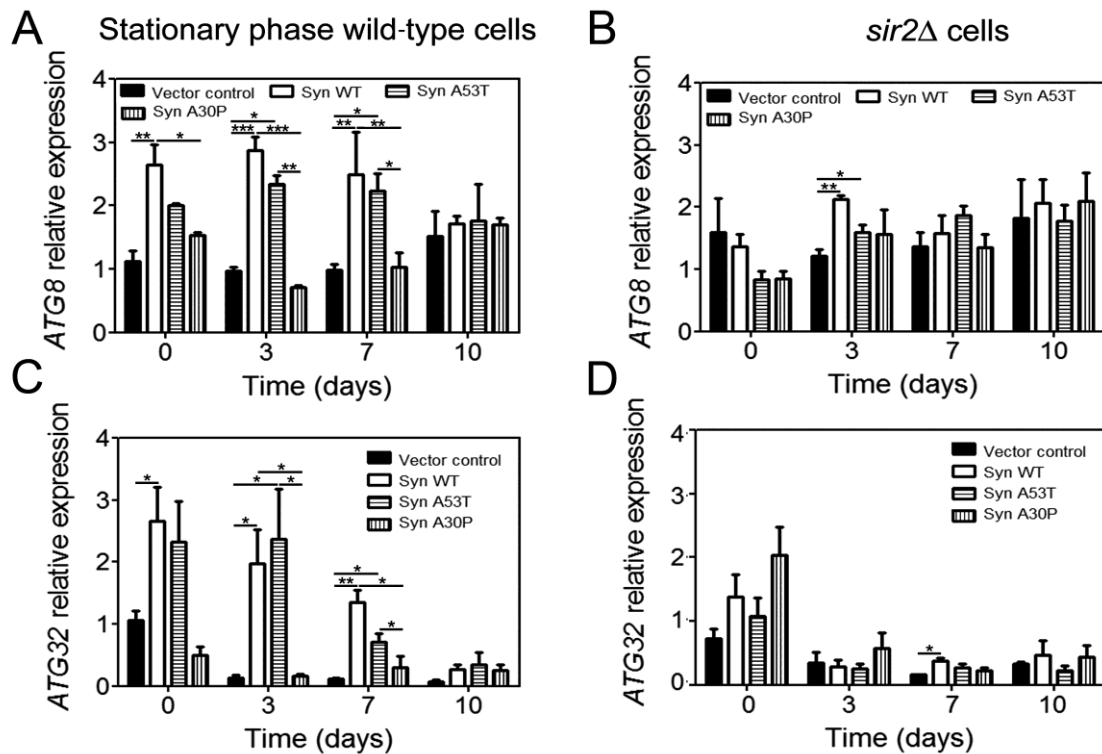 A Stationary phase wild-type cells
Vector control Syn WT Syn A53T
Syn A30P
* * * * * *
** * *** *** ** ** ** *
ATG8 relative expression
4
3
2
1
0
0 3 7 10
Time (days)
B sir2Δ cells
Vector control Syn WT Syn A53T
Syn A30P
*
**
ATG8 relative expression
4
3
2
1
0
0 3 7 10
Time (days)
C
Vector control
Syn WT
Syn A53T
Syn A30P
*
* * *
* *
** *
*
ATG32 relative expression
4
3
2
1
0
0 3 7 10
Time (days)
D
Vector control
Syn WT
Syn A53T
Syn A30P
*
ATG32 relative expression
4
3
2
1
0
0 3 7 10
Time (days)